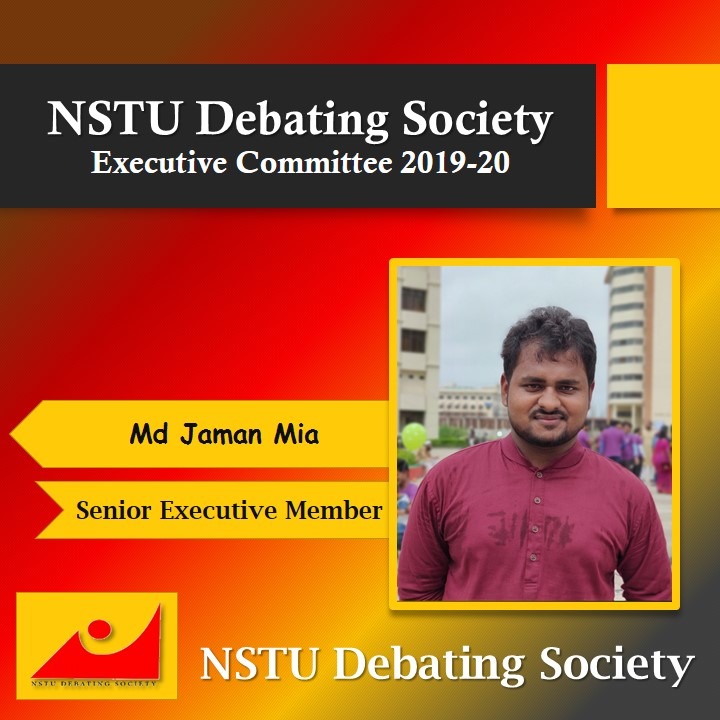 NSTU Debating Society
Executive Committee 2019-20
Md Jaman Mia
Senior Executive Member
NSTU DEBATING SOCIETY
NSTU Debating Society